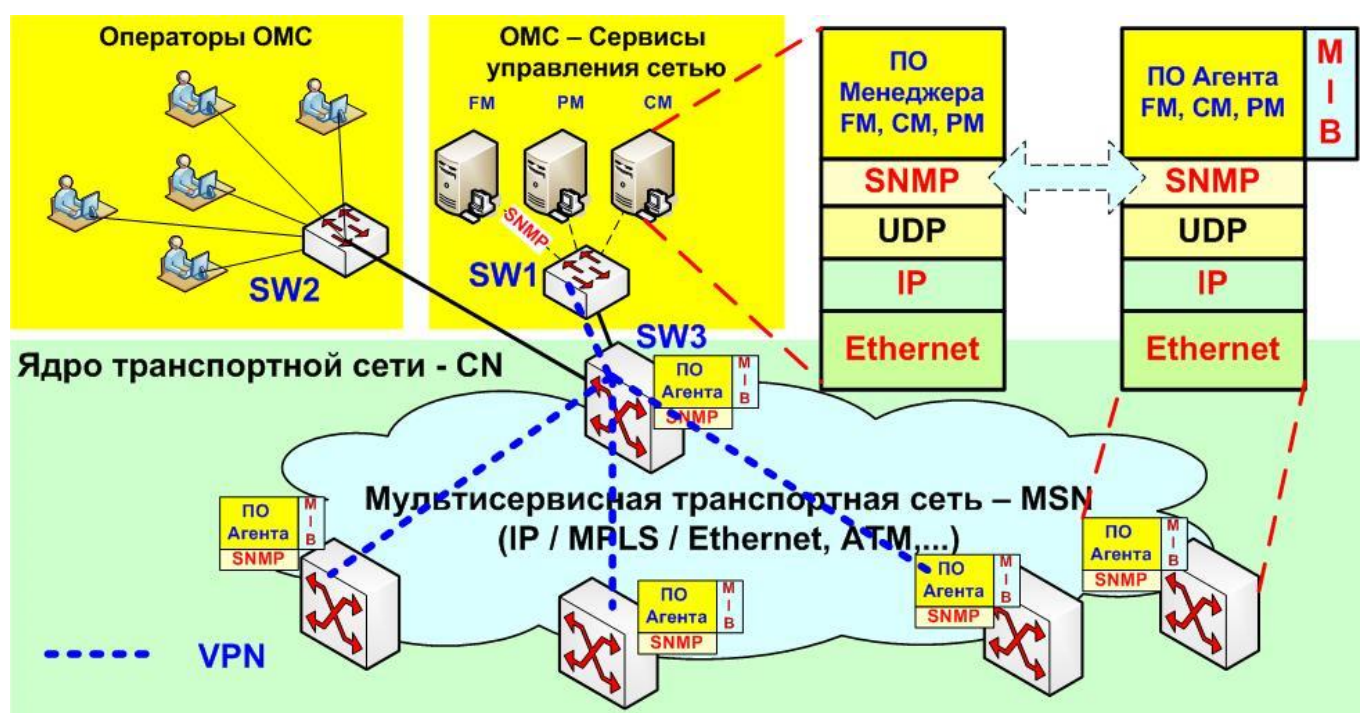 Операторы ОМС
SW2
ОМС – Сервисы
управления сетью
FM PM CM
SNMP
SW1
ПО
Менеджера
FM, CM, PM
SNMP
UDP
IP
Ethernet
ПО Агента
FM, CM, PM
M
I
B
SNMP
UDP
IP
Ethernet
Ядро транспортной сети - CN
SW3
ПО
Агента
SNMP
M
I
B
Мультисервисная транспортная сеть – MSN
(IP / MPLS / Ethernet, ATM,...)
ПО
Агента
SNMP
M
I
B
ПО
Агента
SNMP
M
I
B
ПО
Агента
SNMP
M
I
B
ПО
Агента
SNMP
M
I
B
VPN